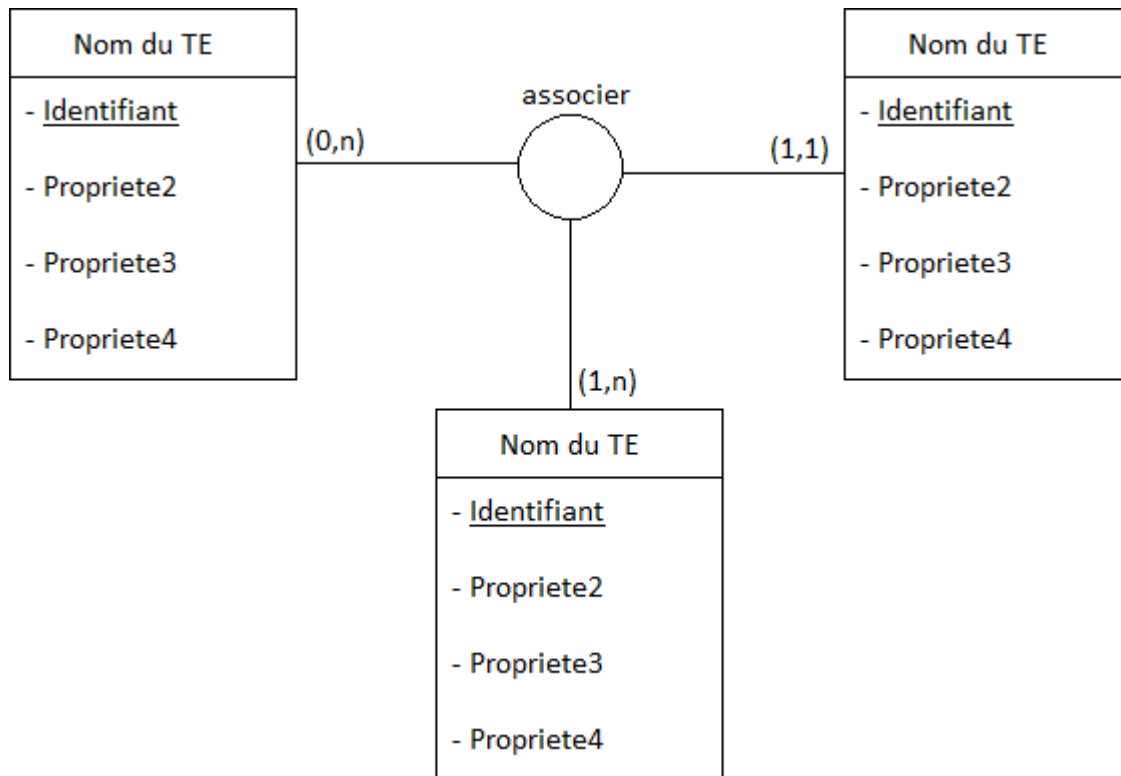 Nom du TE
- Identifiant
- Propriete2
- Propriete3
- Propriete4
(0,n)
associer
(1,1)
Nom du TE
- Identifiant
- Propriete2
- Propriete3
- Propriete4
(1,n)
Nom du TE
- Identifiant
- Propriete2
- Propriete3
- Propriete4